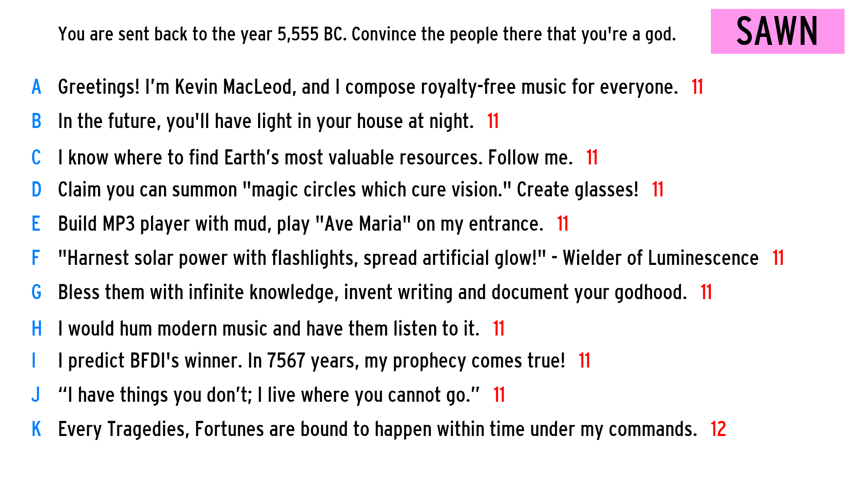 You are sent back to the year 5,555 BC. Convince the people there that you're a god.
SAWN
A Greetings! I’m Kevin MacLeod, and I compose royalty-free music for everyone. 11
B In the future, you'll have light in your house at night. 11
C I know where to find Earth’s most valuable resources. Follow me. 11
D Claim you can summon "magic circles which cure vision." Create glasses! 11
E Build MP3 player with mud, play "Ave Maria" on my entrance. 11
F "Harnest solar power with flashlights, spread artificial glow!" - Wielder of Luminescence 11
G Bless them with infinite knowledge, invent writing and document your godhood. 11
H I would hum modern music and have them listen to it. 11
I I predict BFDI's winner. In 7567 years, my prophecy comes true! 11
J “I have things you don’t; I live where you cannot go.” 11
K Every Tragedies, Fortunes are bound to happen within time under my commands. 12